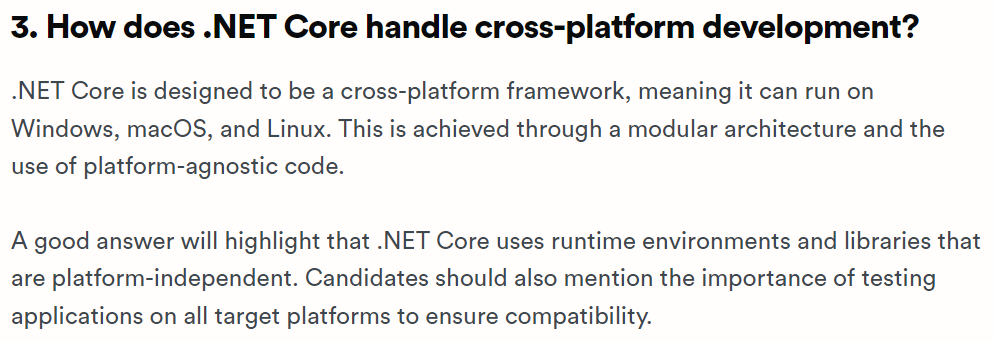 3. How does .NET Core handle cross-platform development?
.NET Core is designed to be a cross-platform framework, meaning it can run on
Windows, macOS, and Linux. This is achieved through a modular architecture and the
use of platform-agnostic code.
A good answer will highlight that .NET Core uses runtime environments and libraries that
are platform-independent. Candidates should also mention the importance of testing
applications on all target platforms to ensure compatibility.